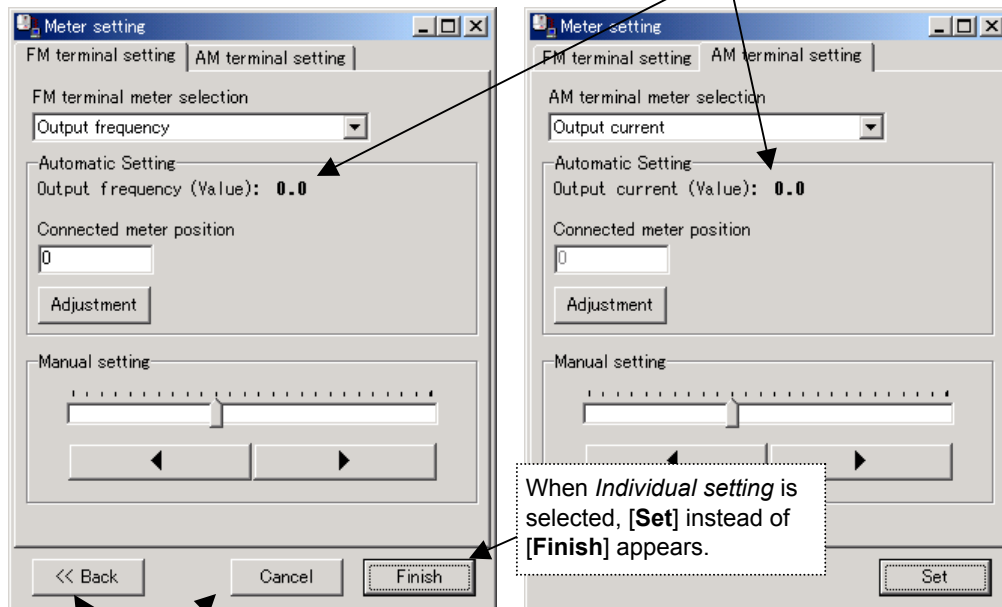 Meter setting
FM terminal setting AM terminal setting
FM terminal meter selection
Output frequency
Automatic Setting
Output frequency (Value): 0.0
Connected meter position
0
Adjustment
Manual setting
<< Back Cancel Finish
Meter setting
FM terminal setting AM terminal setting
AM terminal meter selection
Output current
Automatic Setting
Output current (Value): 0.0
Connected meter position
0
Adjustment
Manual setting
When Individual setting is
selected, [Set] instead of
[Finish] appears.
Set